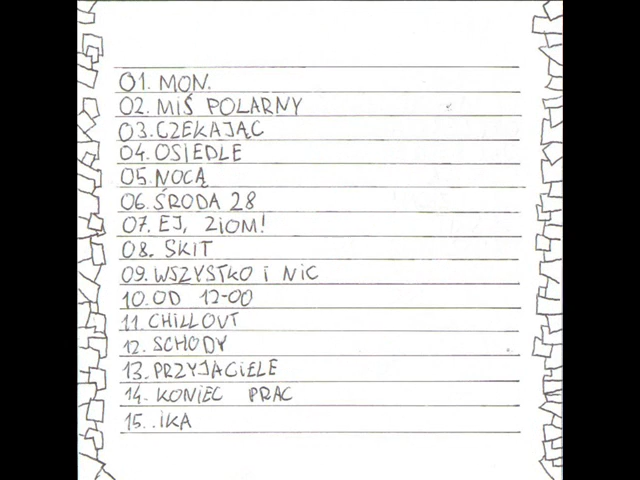 01. MON.
02. MIŚ POLARNY
03. CZEKAJĄC
04. OSIEDLE
05. NOCĄ
06. ŚRODA 28
07. EJ, ZiOM!
08. SKIT
09. WSZYSTKO i NIC
10. OD 12-00
11. CHILLOUT
12. SCHODY
13. PRZYJACIELE
14. KONIEC PRAC
15. .iKA